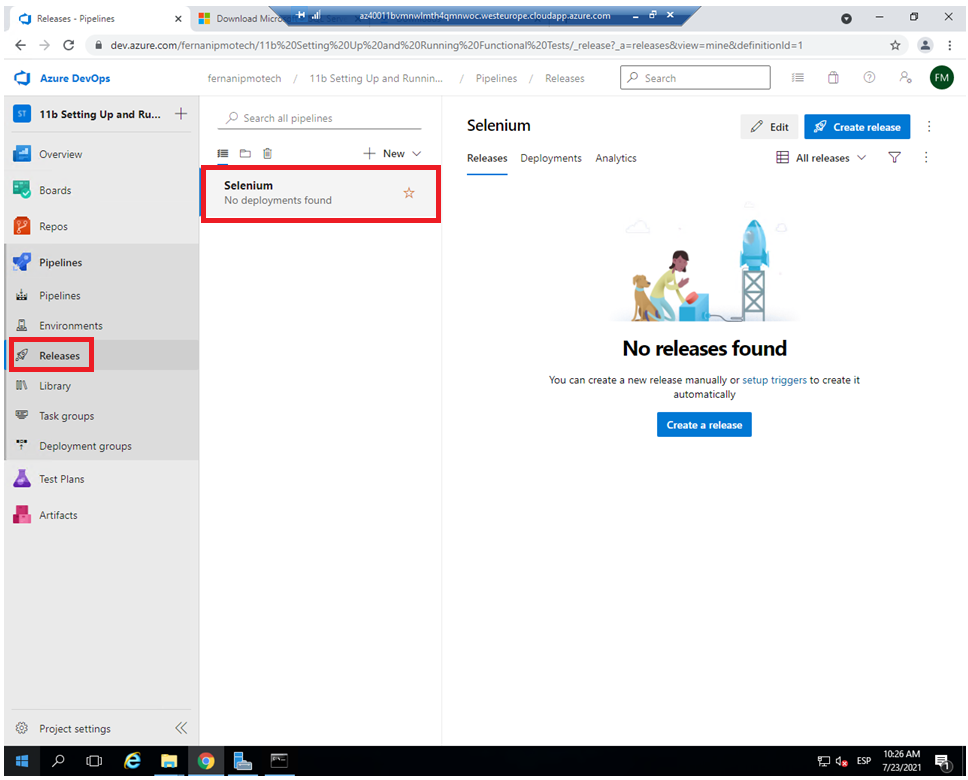 Releases - Pipelines
Download Micros
az40011bvmnwlmth4qmnwoc.westeurope.cloudapp.azure.com
dev.azure.com/fernanipmotech/11b%20Setting%20Up%20and%20Running%20Functional%20Tests/_release?_a=releases&view=mine&definitionId=1
Azure DevOps
fernanipmotech / 11b Setting Up and Runnin... / Pipelines / Releases
Search
FM
ST
11b Setting Up and Ru...
Overview
Boards
Repos
Pipelines
Pipelines
Environments
Releases
Library
Task groups
Deployment groups
Test Plans
Artifacts
Project settings
Search all pipelines
New
Selenium
No deployments found
Selenium
Edit
Create release
Releases
Deployments
Analytics
All releases
No releases found
You can create a new release manually or setup triggers to create it
automatically
Create a release
ESP
10:26 AM
7/23/2021
1